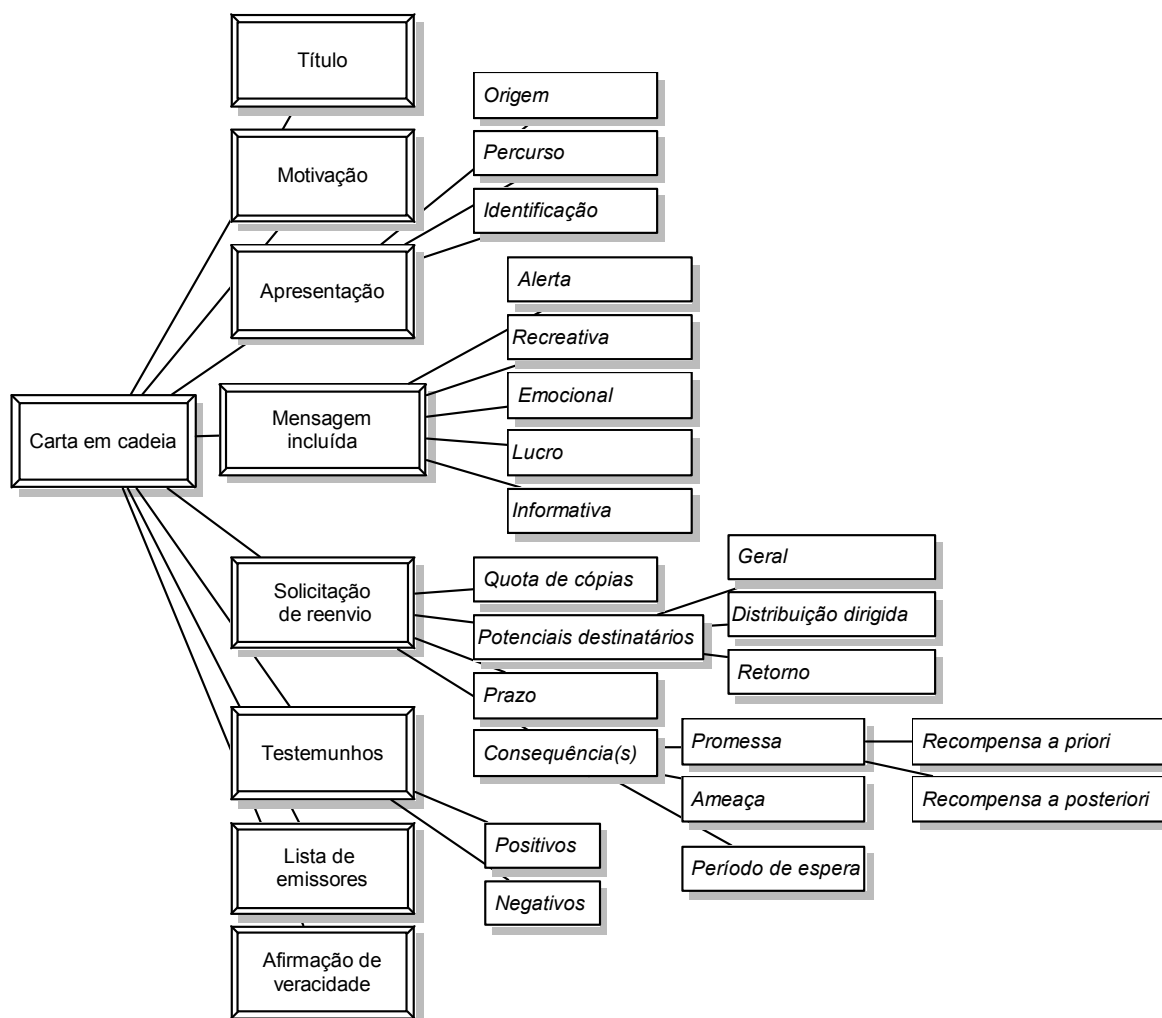 Título
Motivação
Apresentação
Origem
Percurso
Identificação
Carta em cadeia
Mensagem
incluída
Alerta
Recreativa
Emocional
Lucro
Informativa
Solicitação
de reenvio
Quota de cópias
Potenciais destinatários
Geral
Distribuição dirigida
Retorno
Prazo
Consequência(s)
Promessa
Recompensa a priori
Recompensa a posteriori
Ameaça
Período de espera
Testemunhos
Positivos
Negativos
Lista de
emissores
Afirmação de
veracidade